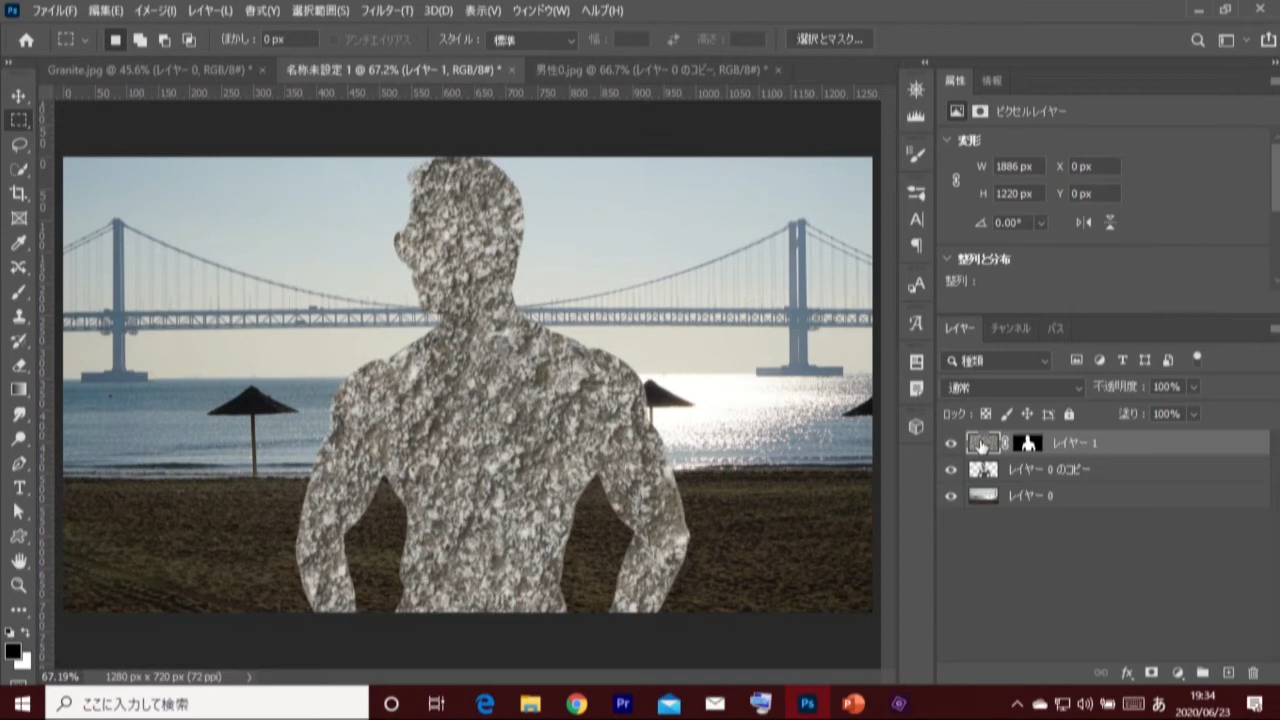 Ps ファイル(F) 編集(E) イメージ(I) レイヤー(L) 書式(Y) 選択範囲(S) フィルター(T) 3D(D) 表示(V) ウィンドウ(W) ヘルプ(H)
ぼかし: 0 px アンチエイリアス スタイル: 標準 幅: 高さ: 選択とマスク...
Granite.jpg @ 45.6% (レイヤー 0, RGB/8#) * × 名称未設定 1 @ 67.2% (レイヤー 1, RGB/8#) * × 男性0.jpg @ 66.7% (レイヤー 0 のコピー, RGB/8#) * ×
0 50 100 150 200 250 300 350 400 450 500 550 600 650 700 750 800 850 900 950 1000 1050 1100 1150 1200 1250
属性 情報
ピクセルレイヤー
変形
W 1886 px X 0 px
H 1220 px Y 0 px
0.00°
整列と分布
整列:
レイヤー チャンネル パス
種類
通常 不透明度: 100%
ロック: 塗り: 100%
レイヤー 1
レイヤー 0 のコピー
レイヤー 0
67.19% 1280 px x 720 px (72 ppi)
ここに入力して検索
Pr Ps あ
19:34
2020/06/23